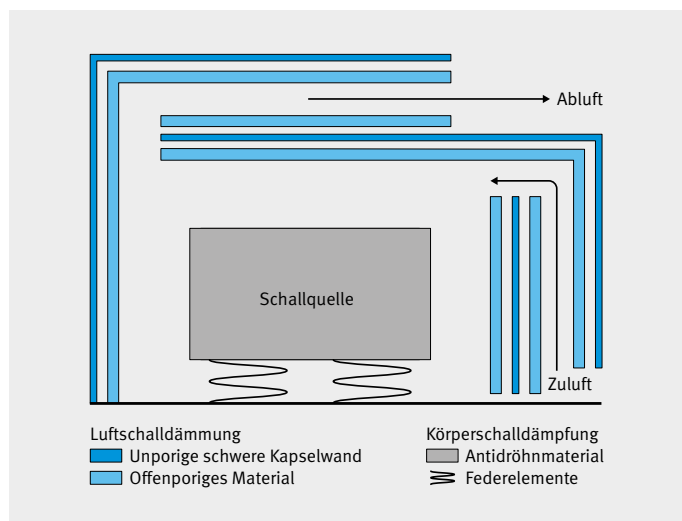 Abluft
Schallquelle
Zuluft
Luftschalldämmung
Unporige schwere Kapselwand
Offenporiges Material
Körperschalldämpfung
Antidröhnmaterial
Federelemente